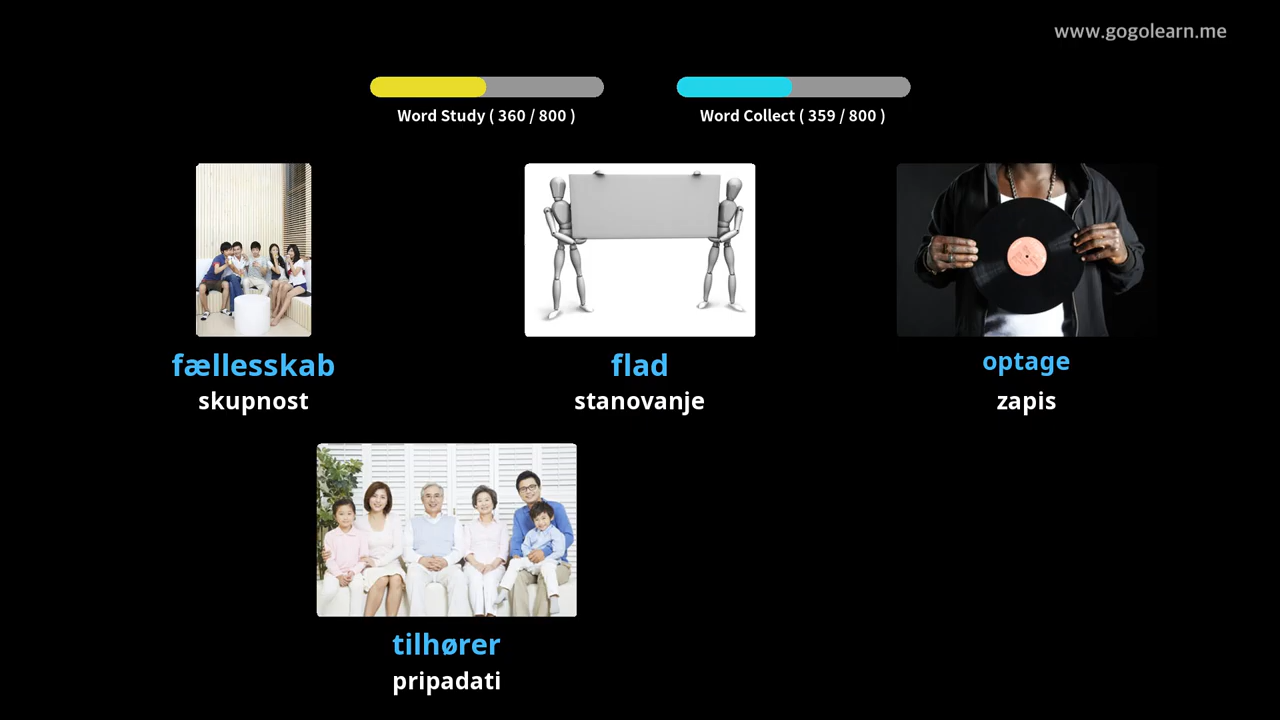 www.gogolearn.me
Word Study ( 360 / 800 )
Word Collect ( 359 / 800 )
fællesskab
skupnost
flad
stanovanje
optage
zapis
tilhører
pripadati